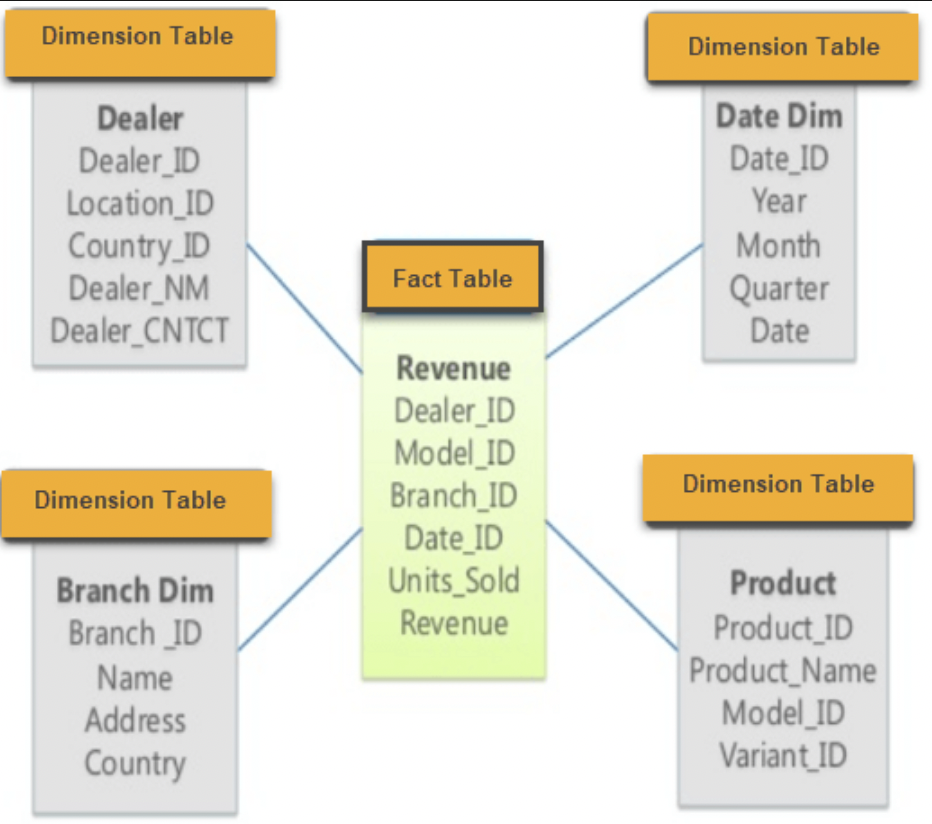 Dimension Table
Dealer
Dealer_ID
Location_ID
Country_ID
Dealer_NM
Dealer_CNTCT
Dimension Table
Date Dim
Date_ID
Year
Month
Quarter
Date
Fact Table
Revenue
Dealer_ID
Model_ID
Branch_ID
Date_ID
Units_Sold
Revenue
Dimension Table
Branch Dim
Branch _ID
Name
Address
Country
Dimension Table
Product
Product_ID
Product_Name
Model_ID
Variant_ID